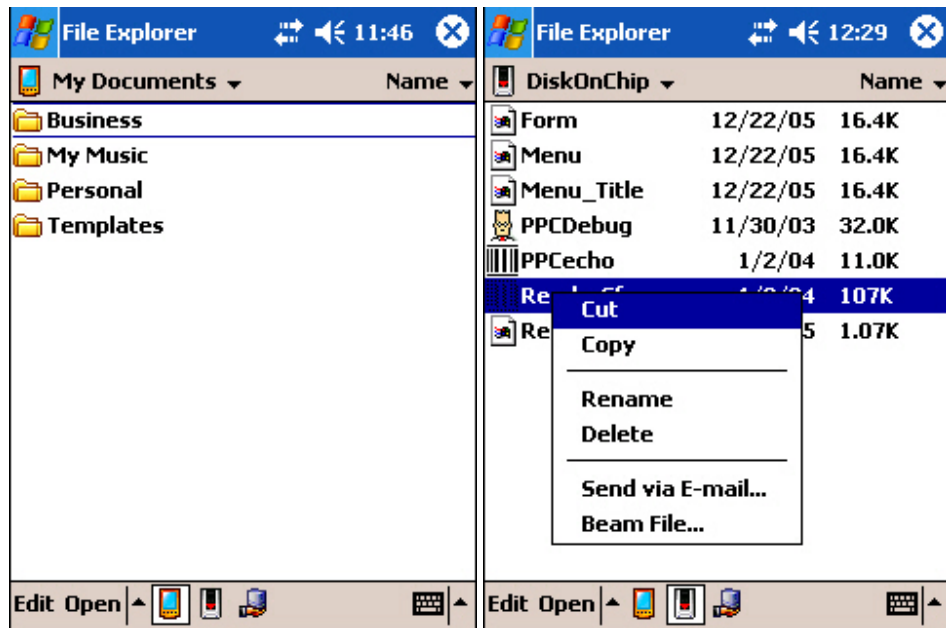 File Explorer 11:46
My Documents Name
Business
My Music
Personal
Templates
Edit Open
File Explorer 12:29
DiskOnChip Name
Form 12/22/05 16.4K
Menu 12/22/05 16.4K
Menu_Title 12/22/05 16.4K
PPCDebug 11/30/03 32.0K
PPCecho 1/2/04 11.0K
107K
1.07K
Cut
Copy
Rename
Delete
Send via E-mail...
Beam File...
Edit Open